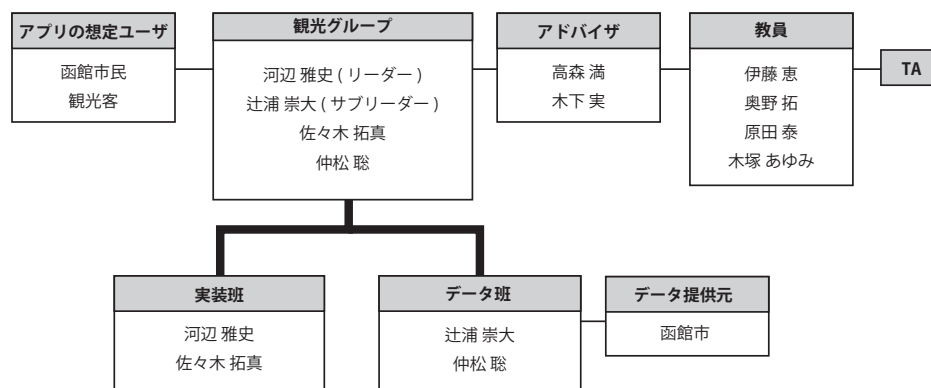 アプリの想定ユーザ
函館市民
観光客
観光グループ
河辺 雅史 ( リーダー )
辻浦 崇大 ( サブリーダー )
佐々木 拓真
仲松 聡
アドバイザ
高森 満
木下 実
教員
伊藤 恵
奥野 拓
原田 泰
木塚 あゆみ
TA
実装班
河辺 雅史
佐々木 拓真
データ班
辻浦 崇大
仲松 聡
データ提供元
函館市